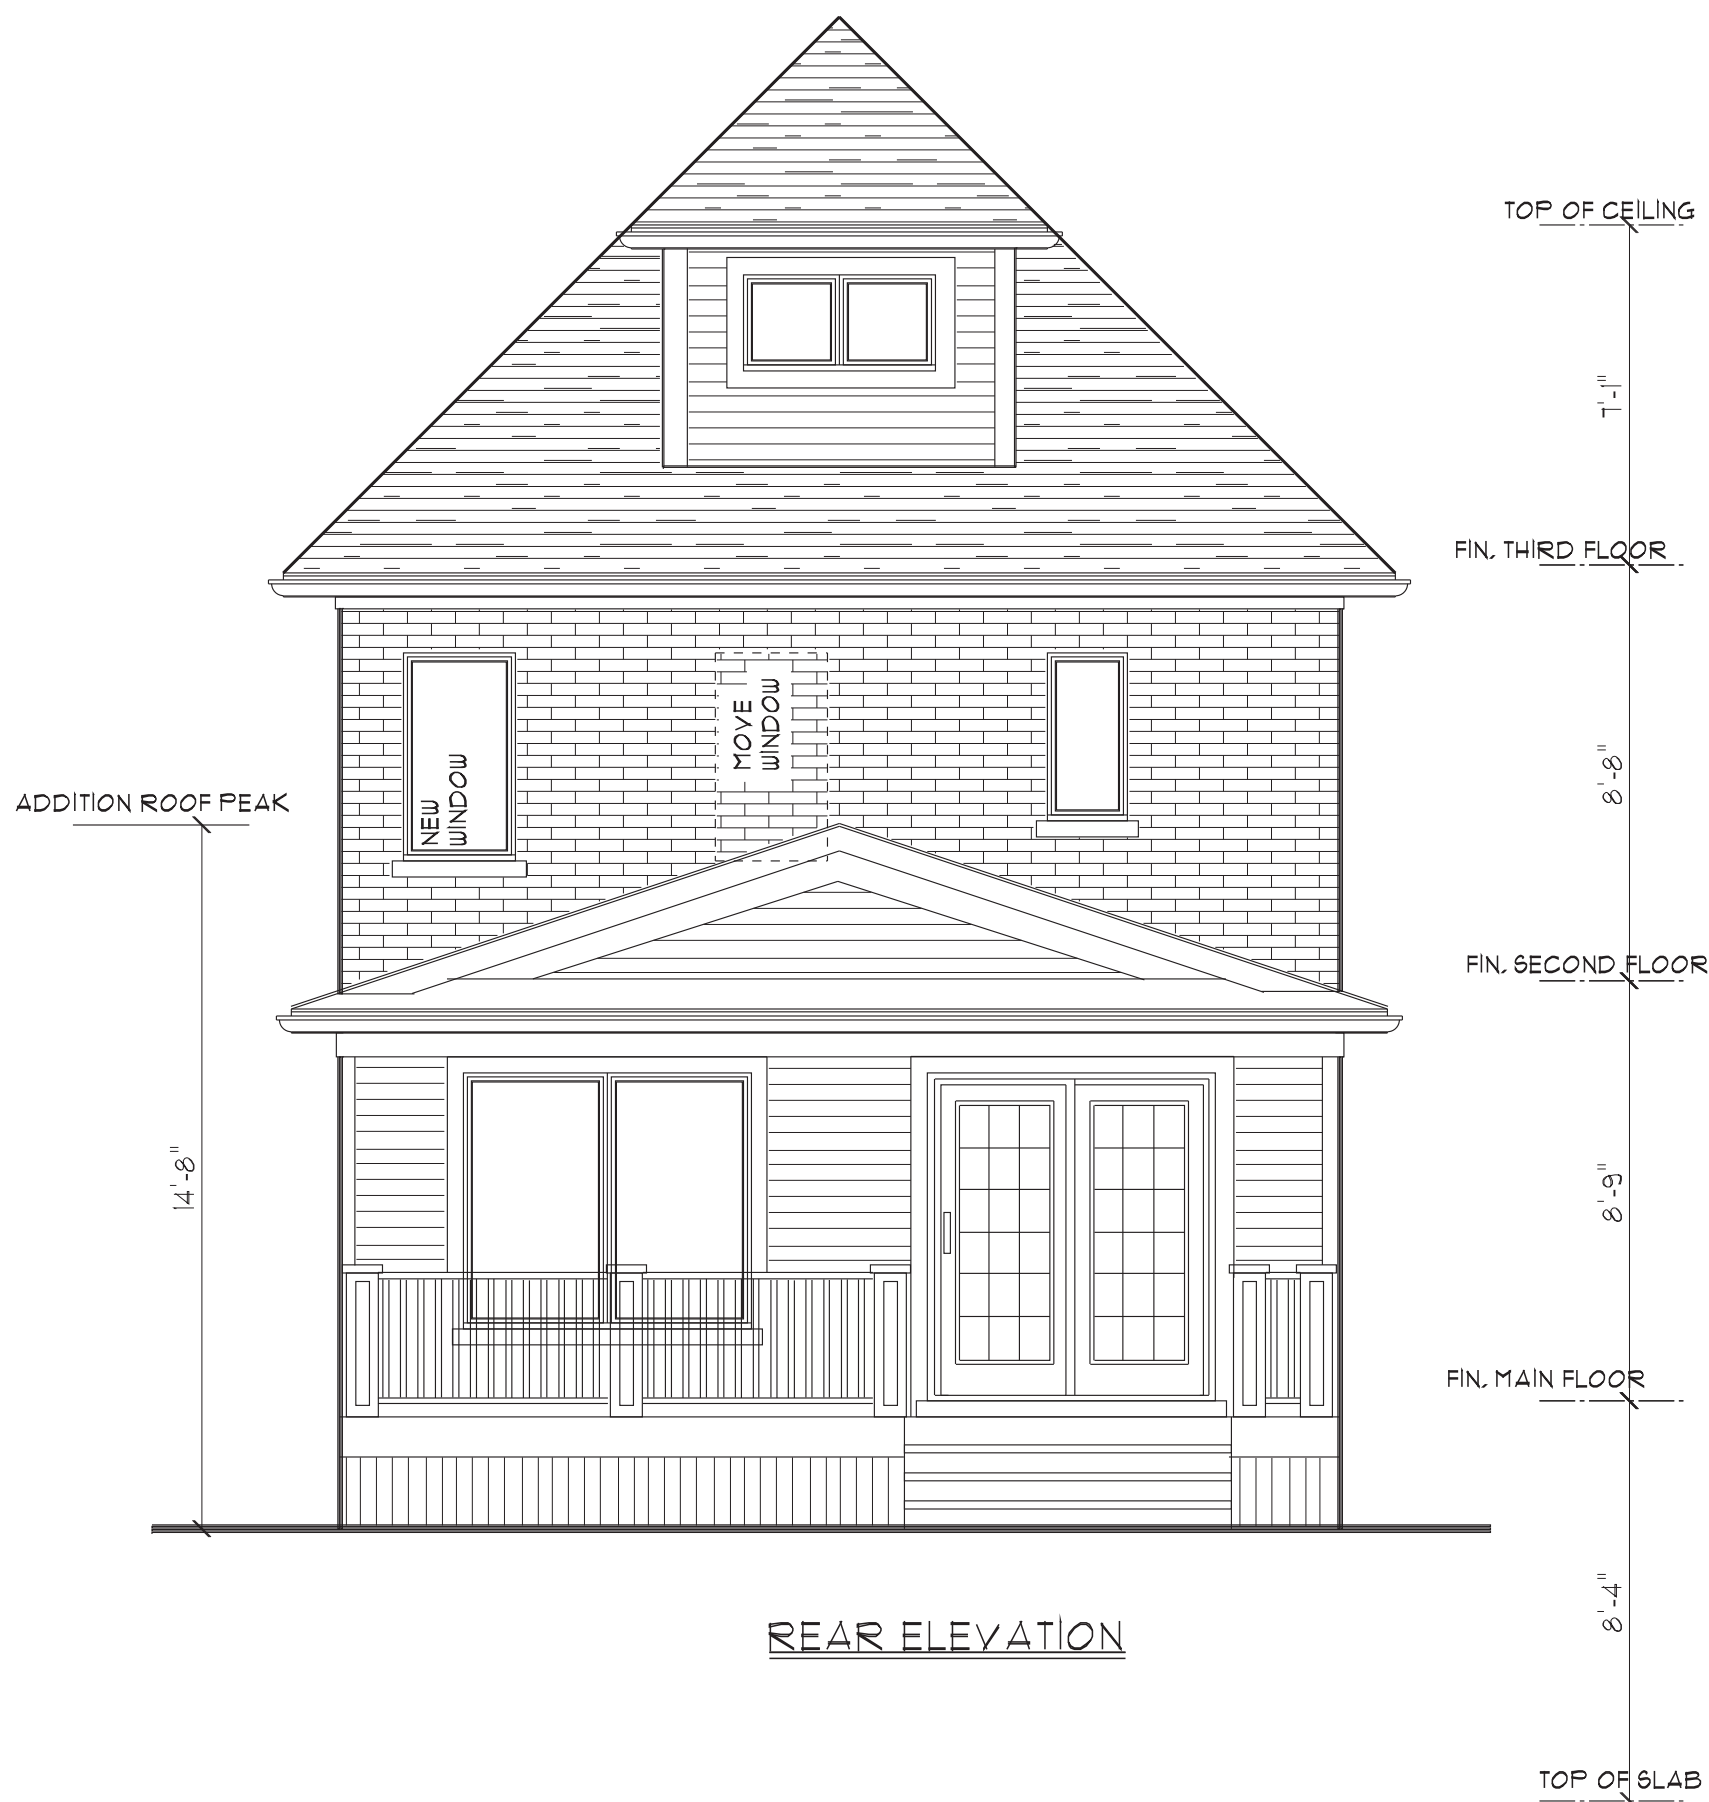 TOP OF CEILING
7'-1"
FIN. THIRD FLOOR
MOVE
WINDOW
NEW
WINDOW
8'-8"
ADDITION ROOF PEAK
FIN. SECOND FLOOR
14'-8"
8'-9"
FIN. MAIN FLOOR
8'-4"
REAR ELEVATION
TOP OF SLAB